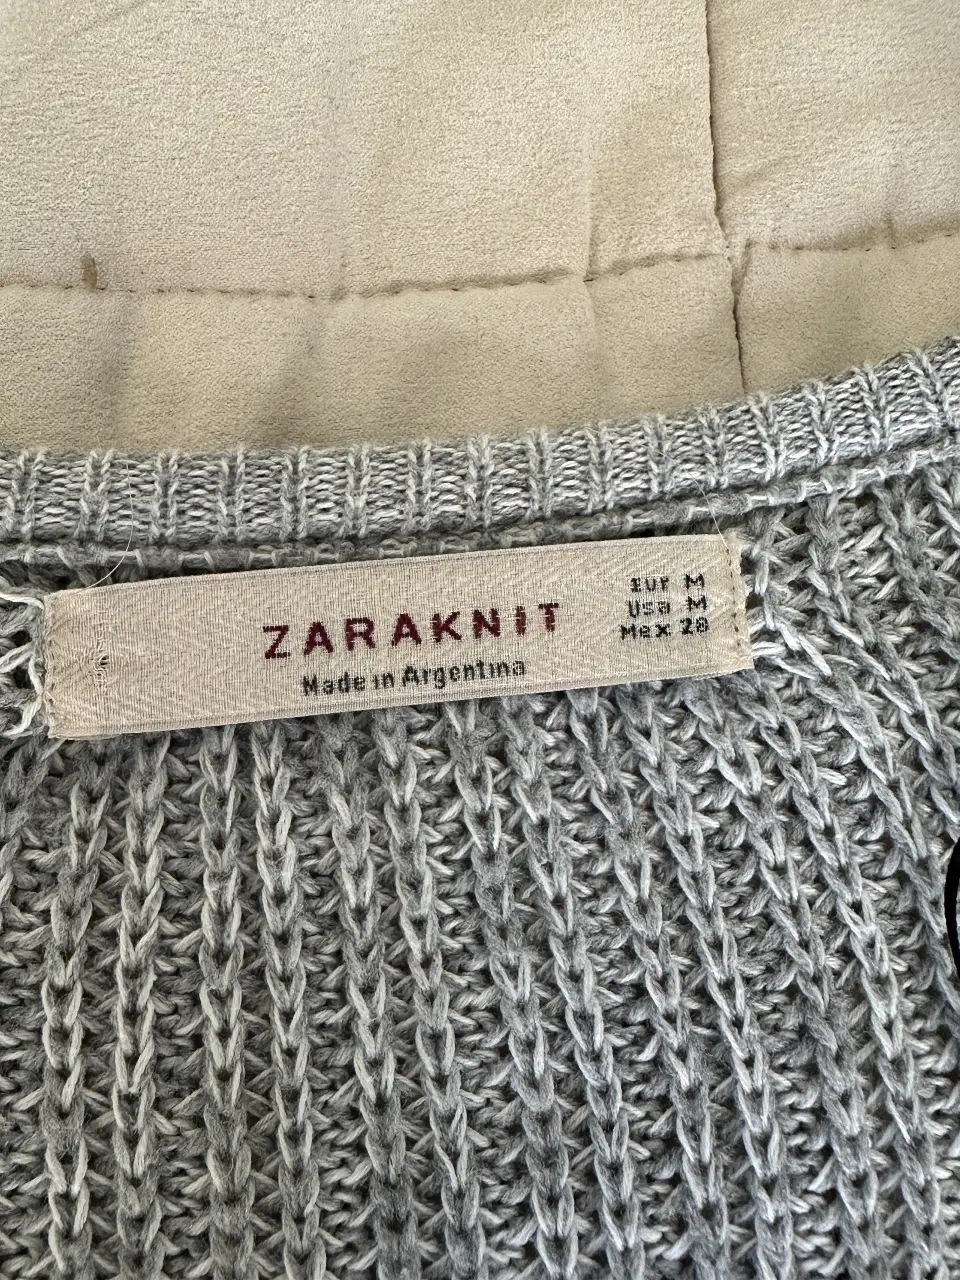 ZARAKNIT
Made in Argentina
Eur M
Usa M
Mex 28